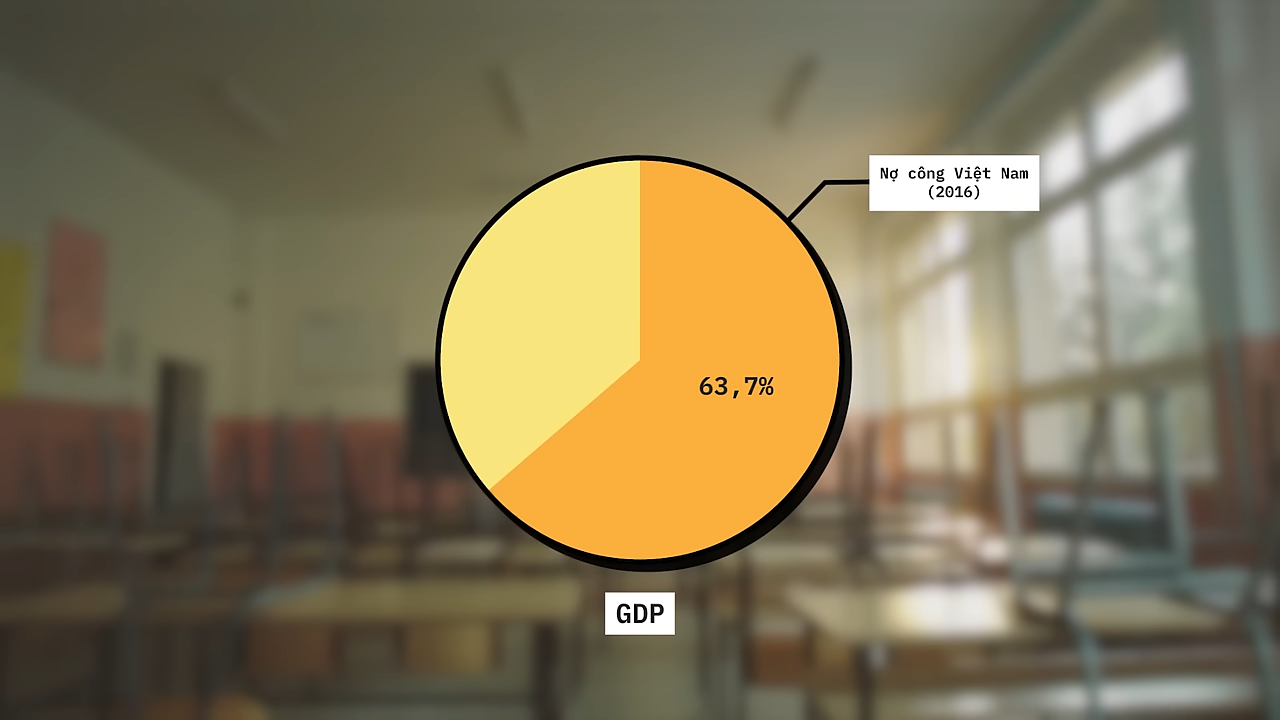 Nợ công Việt Nam
(2016)
63,7%
GDP